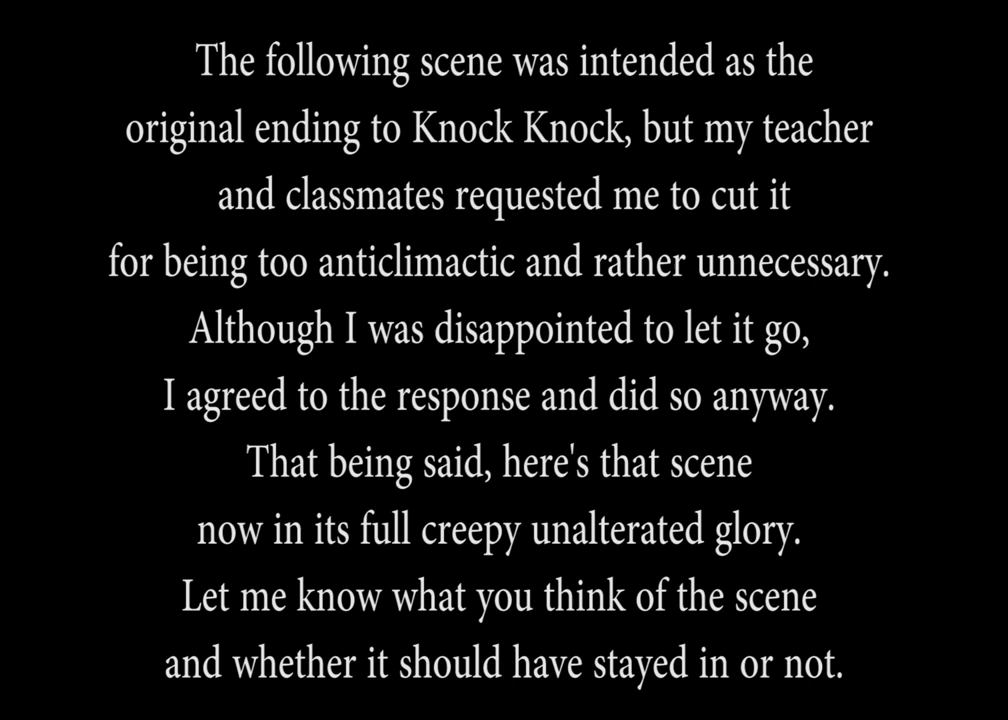 The following scene was intended as the
original ending to Knock Knock, but my teacher
and classmates requested me to cut it
for being too anticlimactic and rather unnecessary.
Although I was disappointed to let it go,
I agreed to the response and did so anyway.
That being said, here's that scene
now in its full creepy unalterated glory.
Let me know what you think of the scene
and whether it should have stayed in or not.